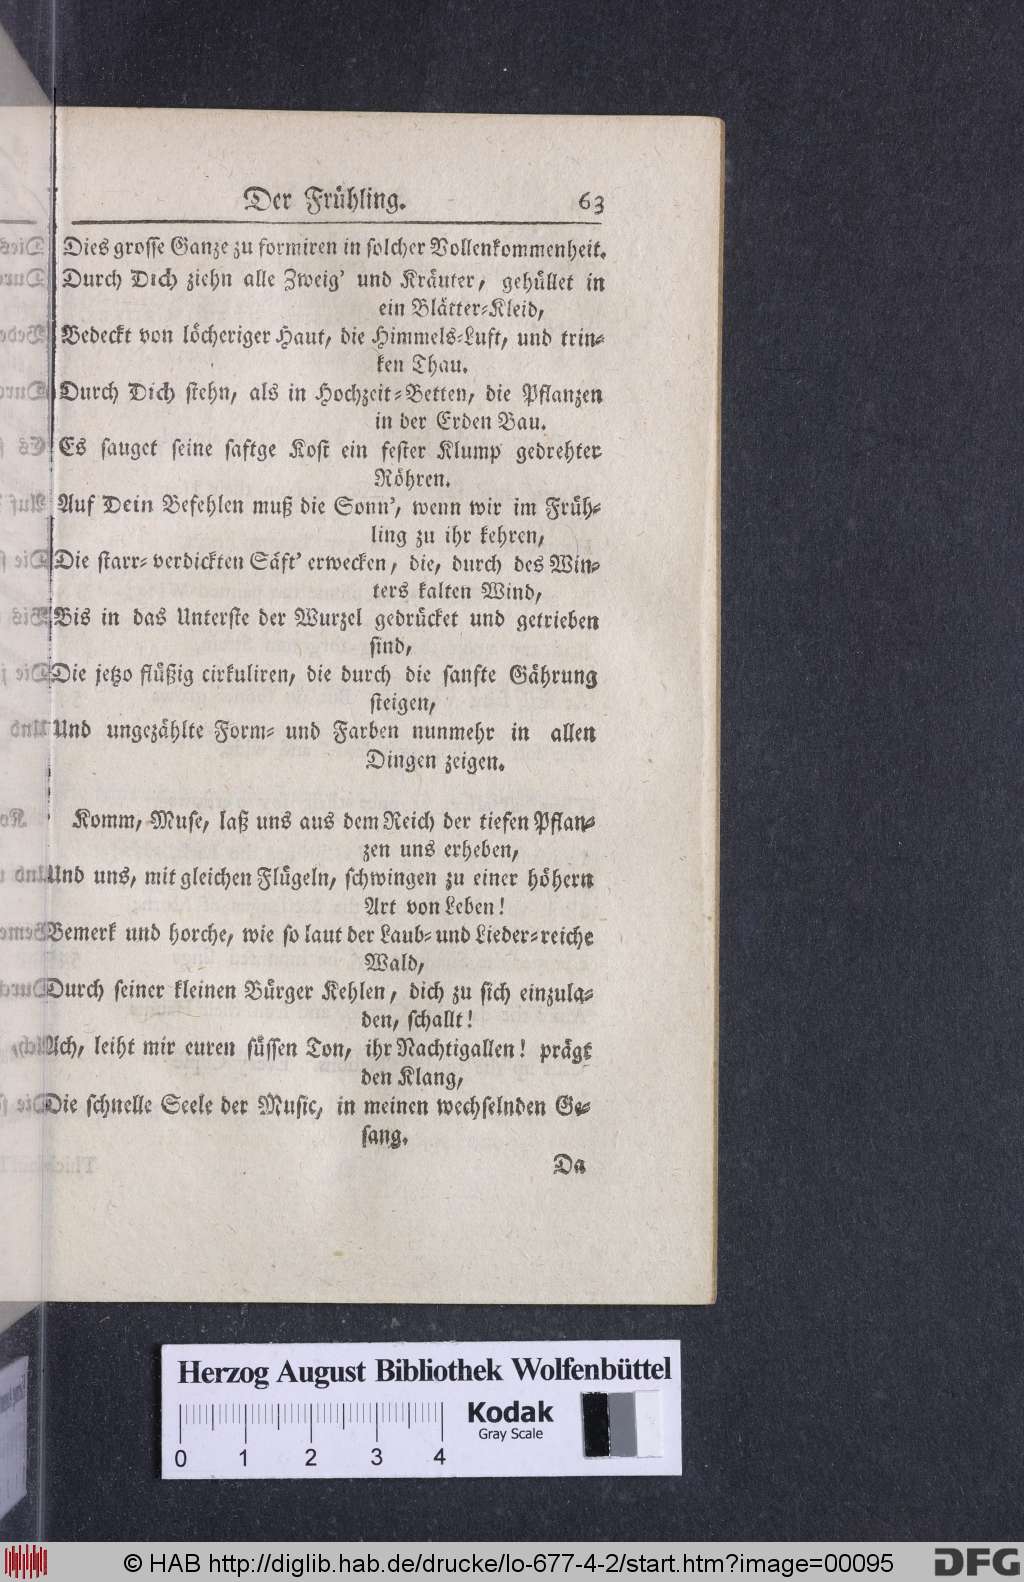 Der Frühling. 63
Dies grosse Ganze zu formiren in solcher Vollenkommenheit.
Durch Dich ziehn alle Zweig' und Kräuter, gehüllet in
ein Blätter-Kleid,
Bedeckt von löcheriger Haut, die Himmels-Luft, und trin-
ken Thau.
Durch Dich stehn, als in Hochzeit-Betten, die Pflanzen
in der Erden Bau.
Es sauget seine saftge Kost ein fester Klump gedrehter
Röhren.
Auf Dein Befehlen muß die Sonn', wenn wir im Früh-
ling zu ihr kehren,
Die starr-verdickten Säft' erwecken, die, durch des Win-
ters kalten Wind,
Bis in das Unterste der Wurzel gedrücket und getrieben
sind,
Die jetzo flüßig cirkuliren, die durch die sanfte Gährung
steigen,
Und ungezählte Form- und Farben nunmehr in allen
Dingen zeigen.
Komm, Muse, laß uns aus dem Reich der tiefen Pflan-
zen uns erheben,
Und uns, mit gleichen Flügeln, schwingen zu einer höhern
Art von Leben!
Bemerk und horche, wie so laut der Laub- und Lieder-reiche
Wald,
Durch seiner kleinen Bürger Kehlen, dich zu sich einzula-
den, schallt!
Ach, leiht mir euren süssen Ton, ihr Nachtigallen! prägt
den Klang,
Die schnelle Seele der Music, in meinen wechselnden Ge-
sang.
Da
Herzog August Bibliothek Wolfenbüttel
Kodak
Gray Scale
0 1 2 3 4
© HAB http://diglib.hab.de/drucke/lo-677-4-2/start.htm?image=00095
DFG